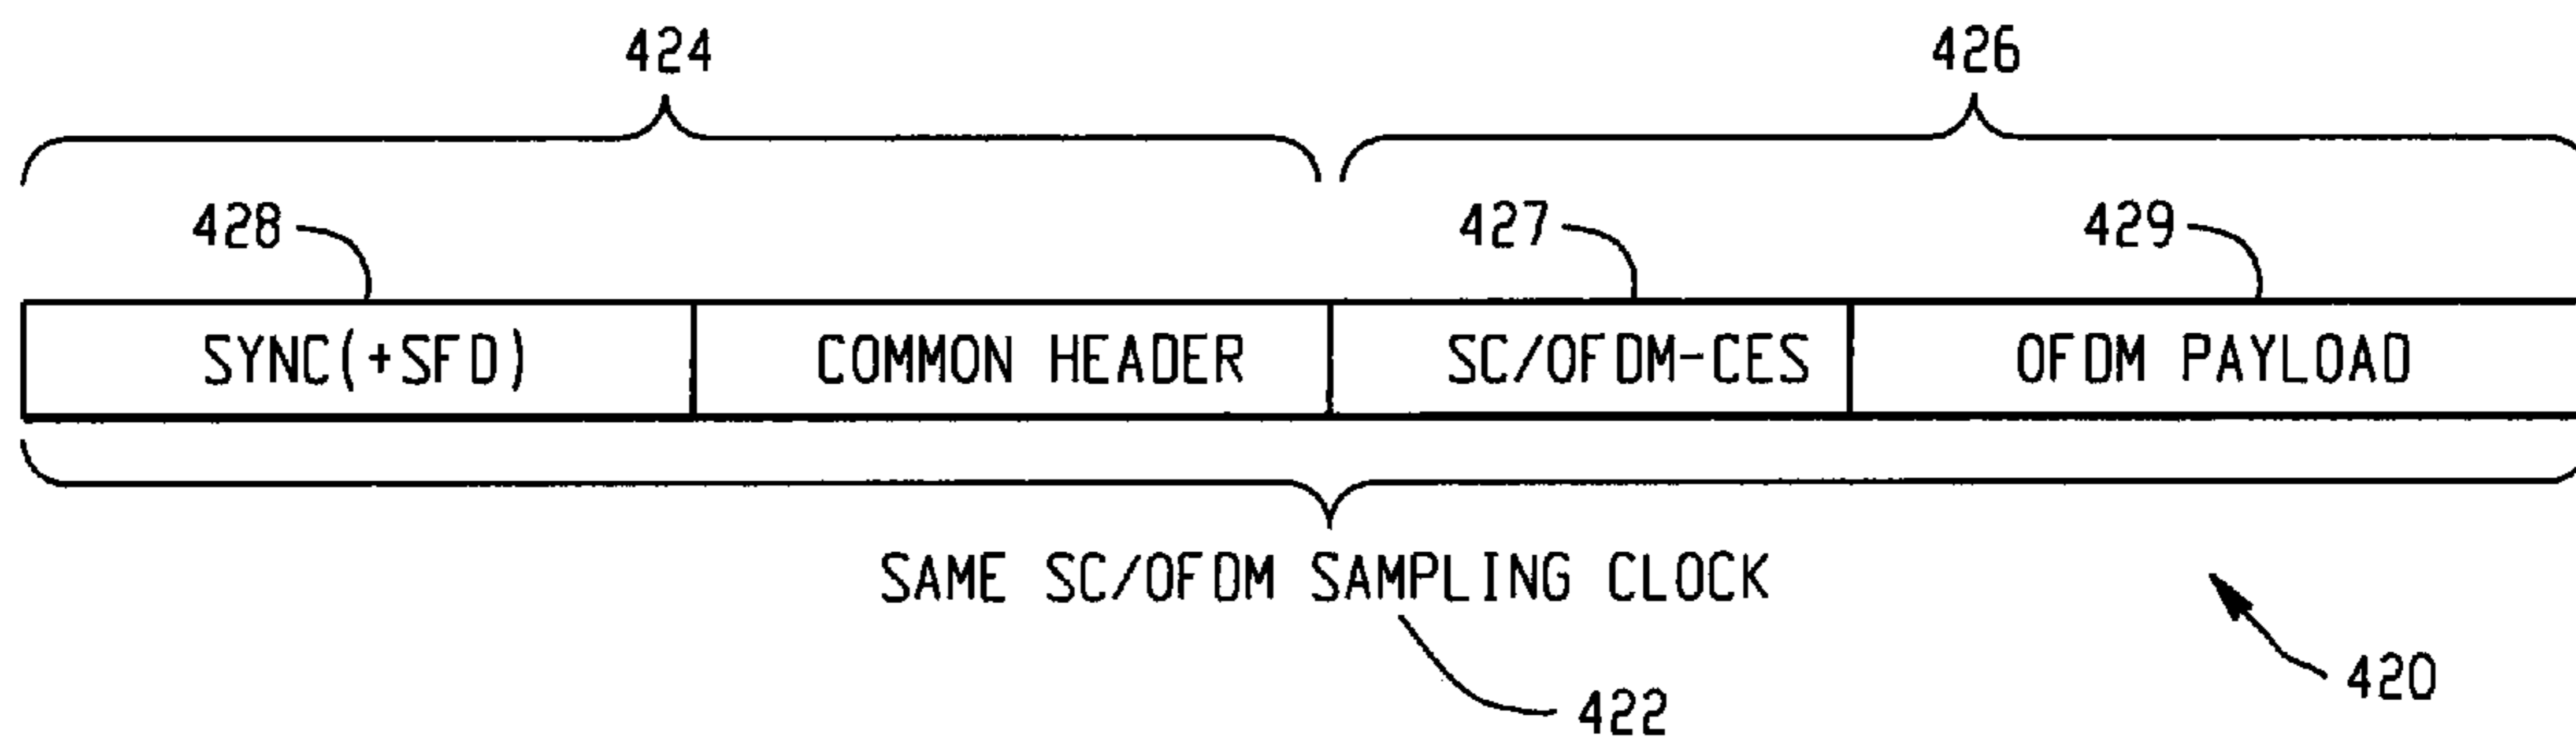 424 426
428 427 429
SYNC(+SFD) COMMON HEADER SC/OFDM-CES OFDM PAYLOAD
SAME SC/OFDM SAMPLING CLOCK
420
422